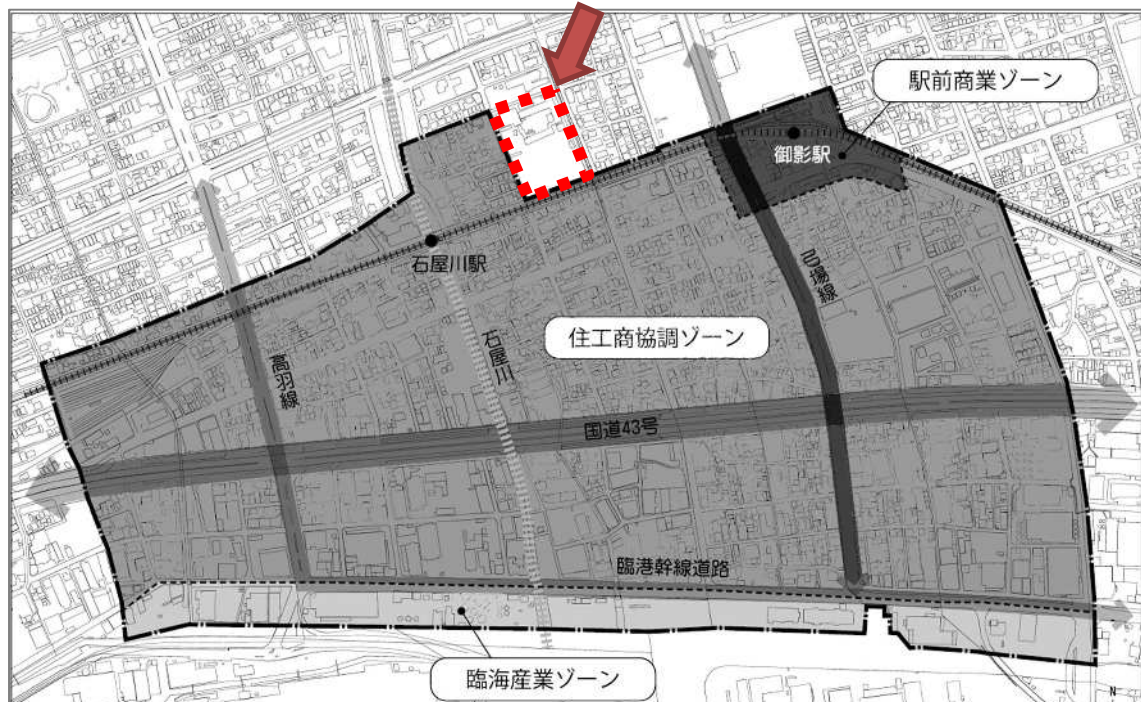 駅前商業ゾーン
御影駅
石屋川駅
弓場線
石屋川
住工商協調ゾーン
高羽線
国道43号
臨港幹線道路
臨海産業ゾーン
N